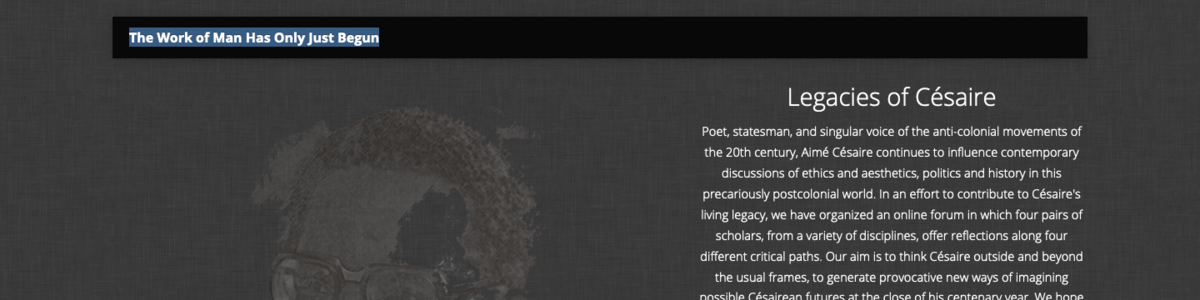 The Work of Man Has Only Just Begun
Legacies of Césaire
Poet, statesman, and singular voice of the anti-colonial movements of
the 20th century, Aimé Césaire continues to influence contemporary
discussions of ethics and aesthetics, politics and history in this
precariously postcolonial world. In an effort to contribute to Césaire's
living legacy, we have organized an online forum in which four pairs of
scholars, from a variety of disciplines, offer reflections along four
different critical paths. Our aim is to think Césaire outside and beyond
the usual frames, to generate provocative new ways of imagining
possible Césairean futures at the close of his centenary year. We hope